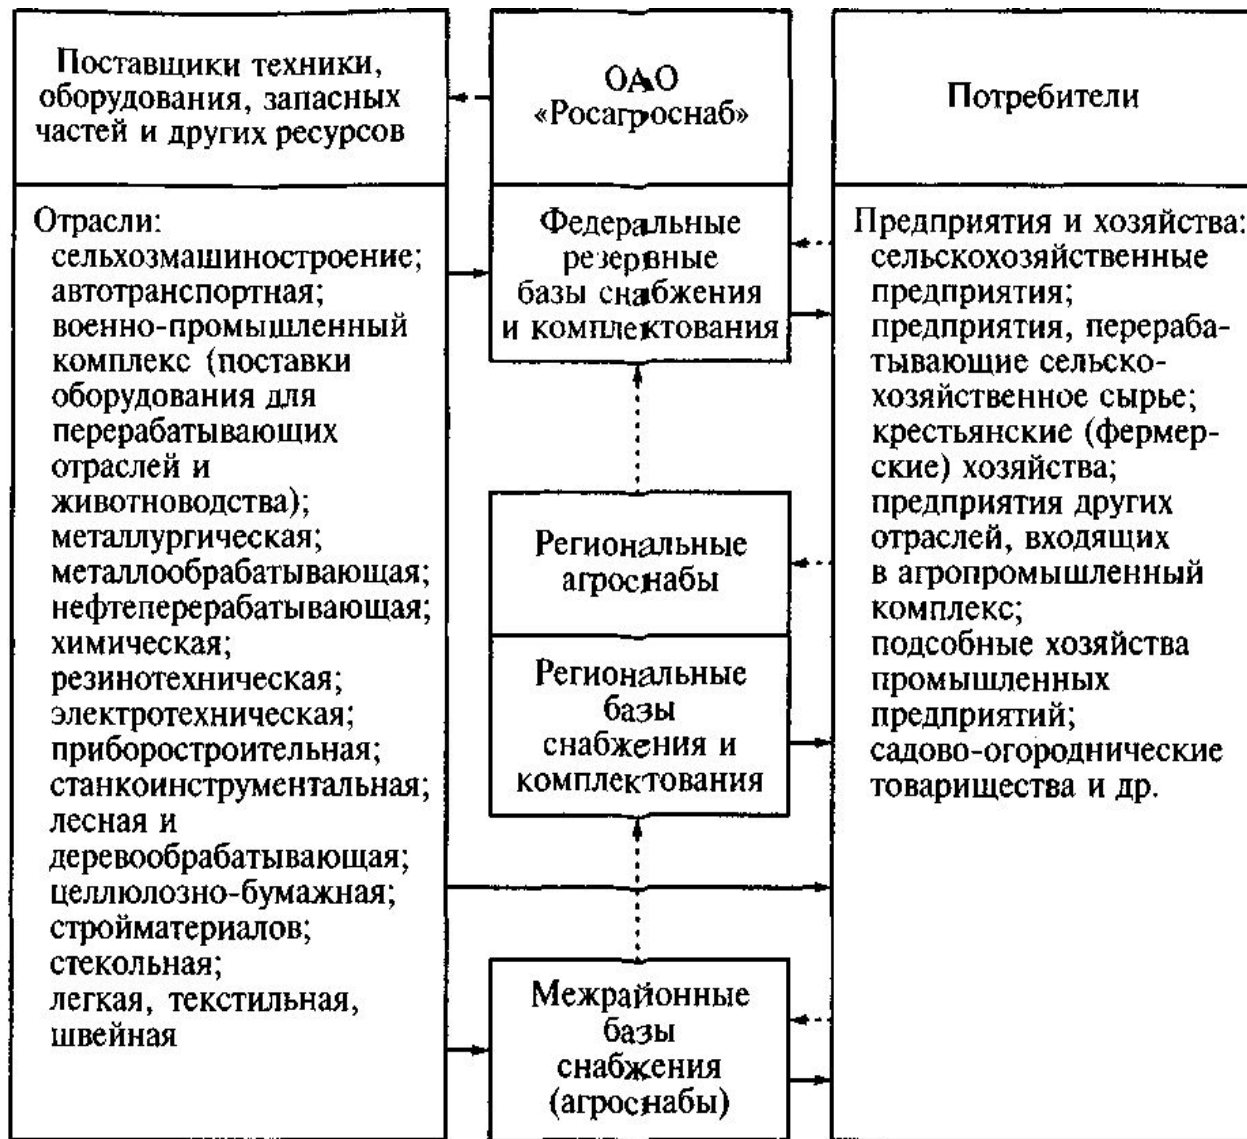 Поставщики техники,
оборудования, запасных
частей и других ресурсов
Отрасли:
сельхозмашиностроение;
автотранспортная;
военно-промышленный
комплекс (поставки
оборудования для
перерабатывающих
отраслей и
животноводства);
металлургическая;
металлообрабатывающая;
нефтеперерабатывающая;
химическая;
резинотехническая;
электротехническая;
приборостроительная;
станкоинструментальная;
лесная и
деревообрабатывающая;
целлюлозно-бумажная;
стройматериалов;
стекольная;
легкая, текстильная,
швейная
ОАО
«Росагроснаб»
Федеральные
резервные
базы снабжения
и комплектования
Региональные
агроснабы
Региональные
базы
снабжения и
комплектования
Межрайонные
базы
снабжения
(агроснабы)
Потребители
Предприятия и хозяйства:
сельскохозяйственные
предприятия;
предприятия, перераба-
тывающие сельско-
хозяйственное сырье;
крестьянские (фермер-
ские) хозяйства;
предприятия других
отраслей, входящих
в агропромышленный
комплекс;
подсобные хозяйства
промышленных
предприятий;
садово-огороднические
товарищества и др.